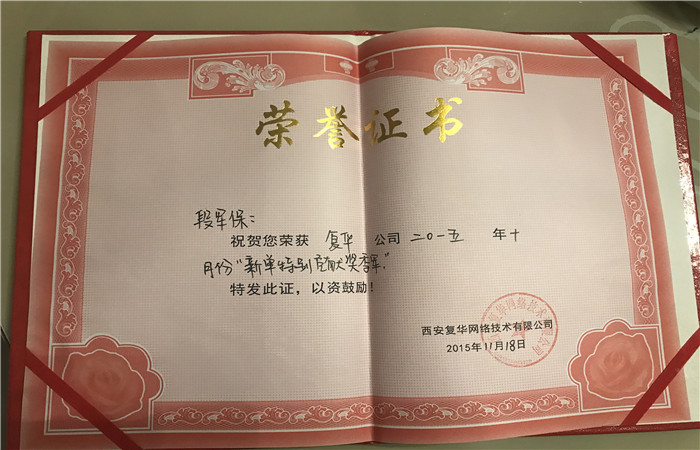 荣誉证书
段军保：
祝贺您荣获 复华 公司 二〇一五 年十
月份“新单特别贡献奖季军”
特发此证，以资鼓励！
西安复华网络技术有限公司
2015年11月18日